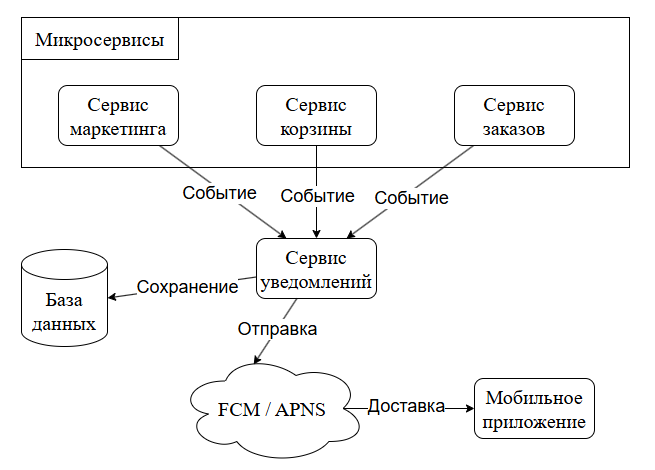 Микросервисы
Сервис
маркетинга
Сервис
корзины
Сервис
заказов
Событие
Событие
Событие
Сервис
уведомлений
База
данных
Сохранение
Отправка
FCM / APNS
Доставка
Мобильное
приложение